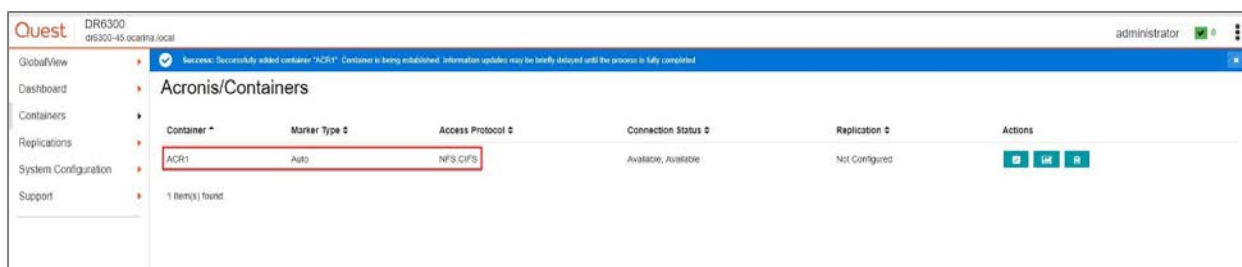 Quest
DR6300
dr6300-45.ocarina.local
administrator
0
GlobalView
Dashboard
Containers
Replications
System Configuration
Support
Success: Successfully added container "ACR1". Container is being established. Information updates may be briefly delayed until the process is fully completed
Acronis/Containers
Container Marker Type Access Protocol Connection Status Replication Actions
ACR1 Auto NFS,CIFS Available, Available Not Configured
1 Item(s) found.